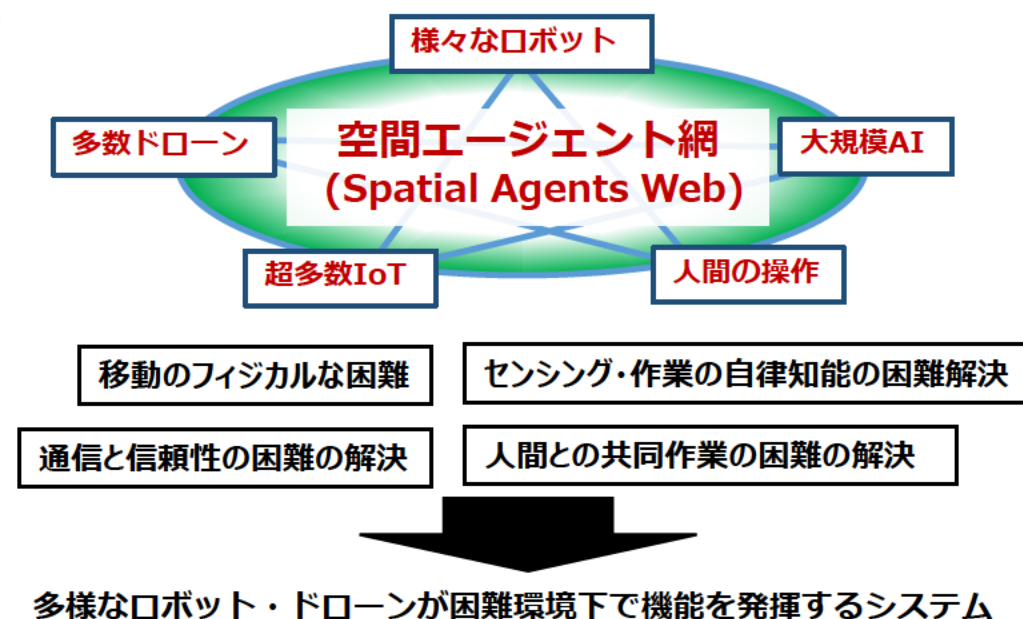 様々なロボット
多数ドローン
空間エージェント網
(Spatial Agents Web)
大規模AI
超多数IoT
人間の操作
移動のフィジカルな困難
センシング・作業の自律知能の困難解決
通信と信頼性の困難の解決
人間との共同作業の困難の解決
多様なロボット・ドローンが困難環境下で機能を発揮するシステム